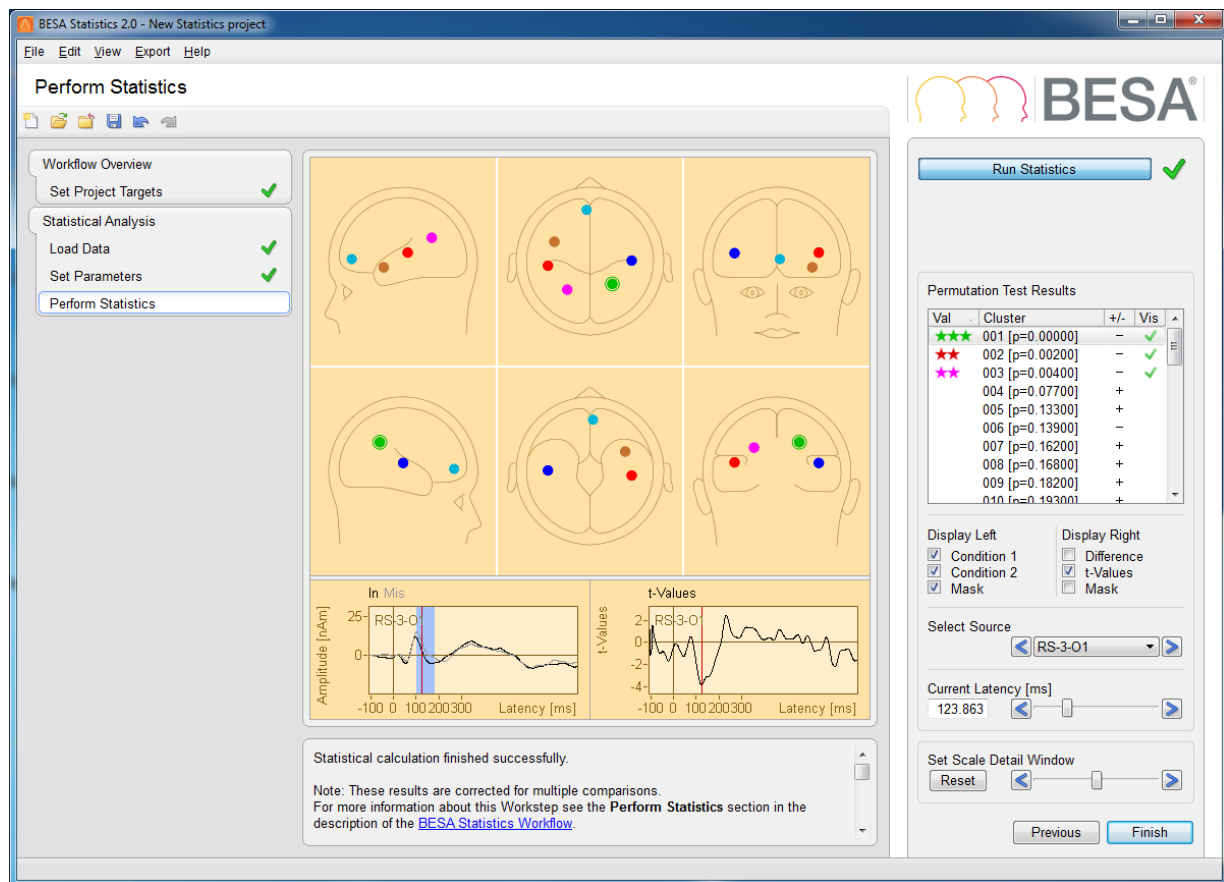 BESA Statistics 2.0 - New Statistics project
File Edit View Export Help
Perform Statistics
BESA®
Workflow Overview
Set Project Targets
Statistical Analysis
Load Data
Set Parameters
Perform Statistics
In Mis
Amplitude [nAm]
25
0
RS-3-O1
-100 0 100 200 300 Latency [ms]
t-Values
t-Values
2
0
-2
-4
RS-3-O1
-100 0 100 200 300 Latency [ms]
Statistical calculation finished successfully.
Note: These results are corrected for multiple comparisons.
For more information about this Workstep see the Perform Statistics section in the
description of the BESA Statistics Workflow.
Run Statistics
Permutation Test Results
Val Cluster +/- Vis
001 [p=0.00000] -
002 [p=0.00200] -
003 [p=0.00400] -
004 [p=0.07700] +
005 [p=0.13300] +
006 [p=0.13900] -
007 [p=0.16200] +
008 [p=0.16800] +
009 [p=0.18200] +
010 [p=0.19300] +
Display Left
Condition 1
Condition 2
Mask
Display Right
Difference
t-Values
Mask
Select Source
RS-3-O1
Current Latency [ms]
123.863
Set Scale Detail Window
Reset
Previous Finish